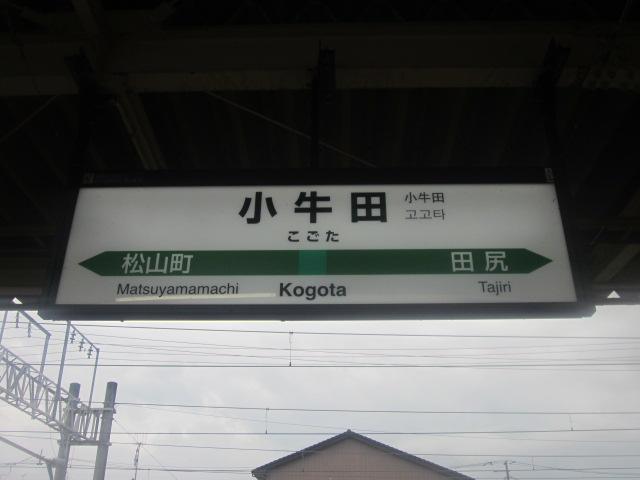 小牛田
小牛田
고고타
こごた
松山町
田尻
Matsuyamamachi
Kogota
Tajiri